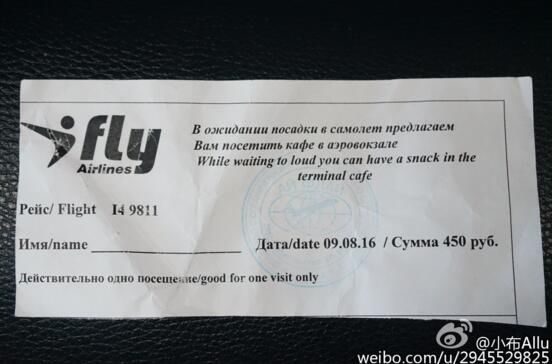 ifly
Airlines
В ожидании посадки в самолет предлагаем
Вам посетить кафе в аэровокзале
While waiting to loud you can have a snack in the
terminal cafe
Рейс/ Flight I4 9811
Имя/name
Дата/date 09.08.16 / Сумма 450 руб.
Действительно одно посещение/good for one visit only
@小布Allu
weibo.com/u/2945529825